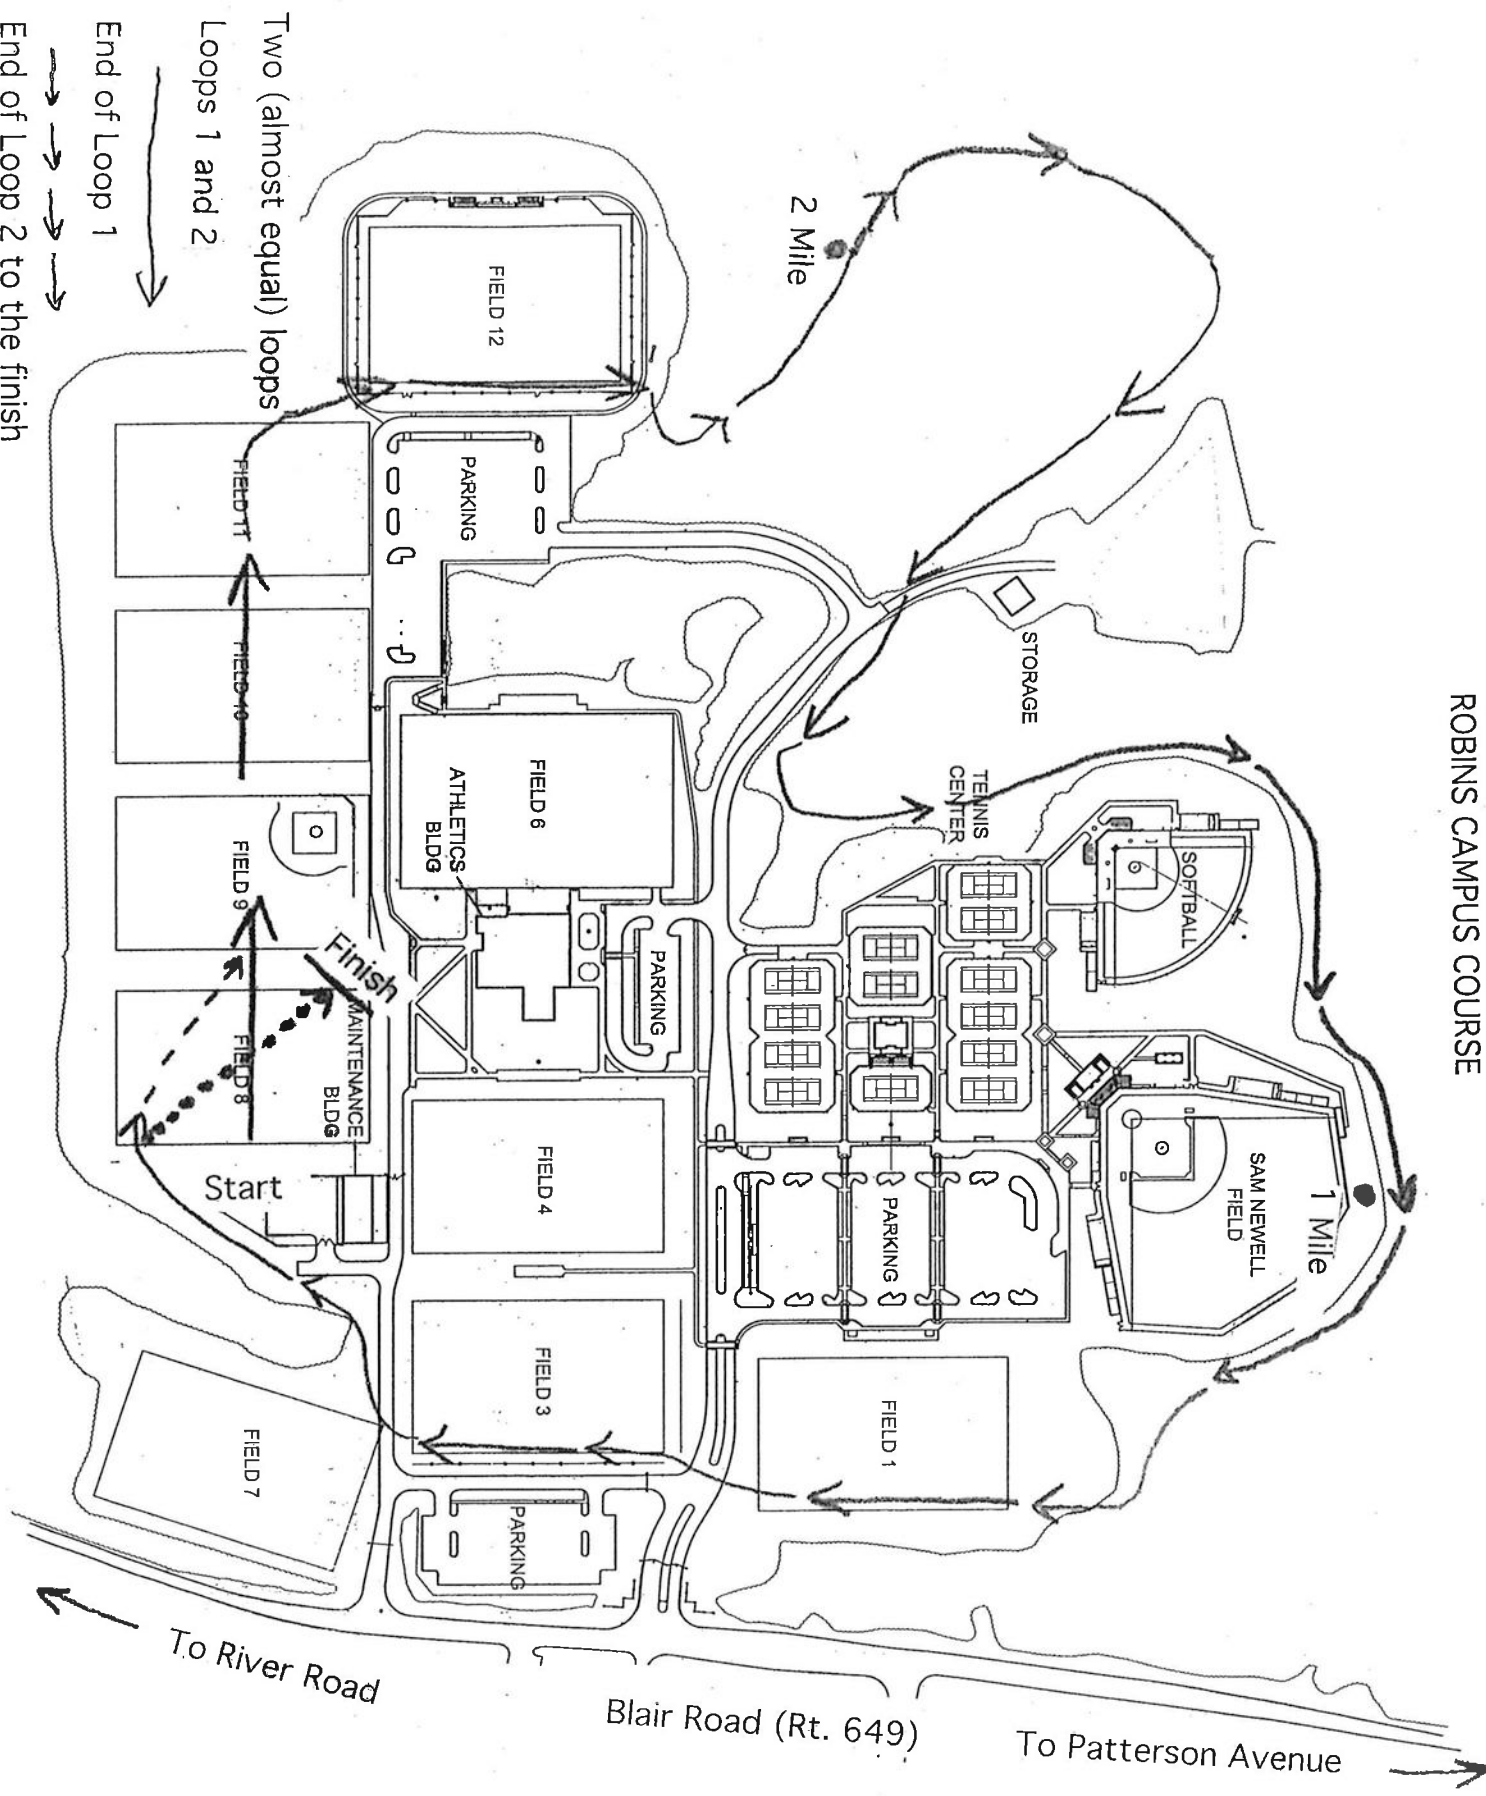 ROBINS CAMPUS COURSE
Two (almost equal) loops
Loops 1 and 2
End of Loop 1
End of Loop 2 to the finish
2 Mile
FIELD 12
PARKING
FIELD 11
FIELD 10
STORAGE
FIELD 6
ATHLETICS
BLDG
TENNIS
CENTER
SOFTBALL
FIELD 9
Finish
PARKING
FIELD 8
MAINTENANCE
BLDG
Start
FIELD 4
PARKING
SAM NEWELL
FIELD
1 Mile
FIELD 3
FIELD 1
FIELD 7
PARKING
To River Road
Blair Road (Rt. 649)
To Patterson Avenue